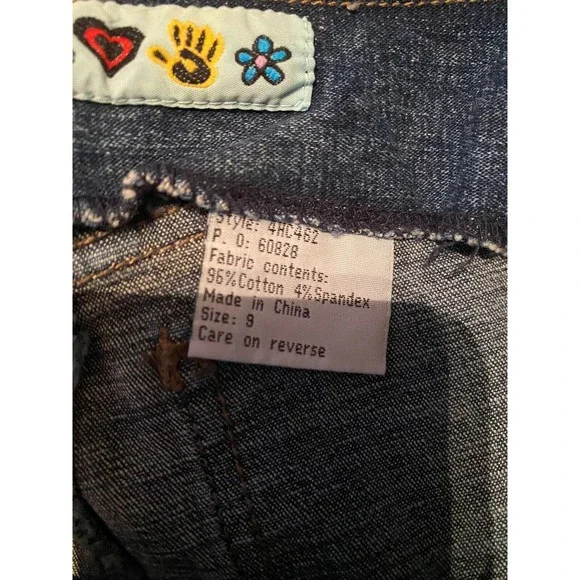 Style: 4HC462
P. O: 60828
Fabric contents:
96%Cotton 4%Spandex
Made in China
Size: 9
Care on reverse